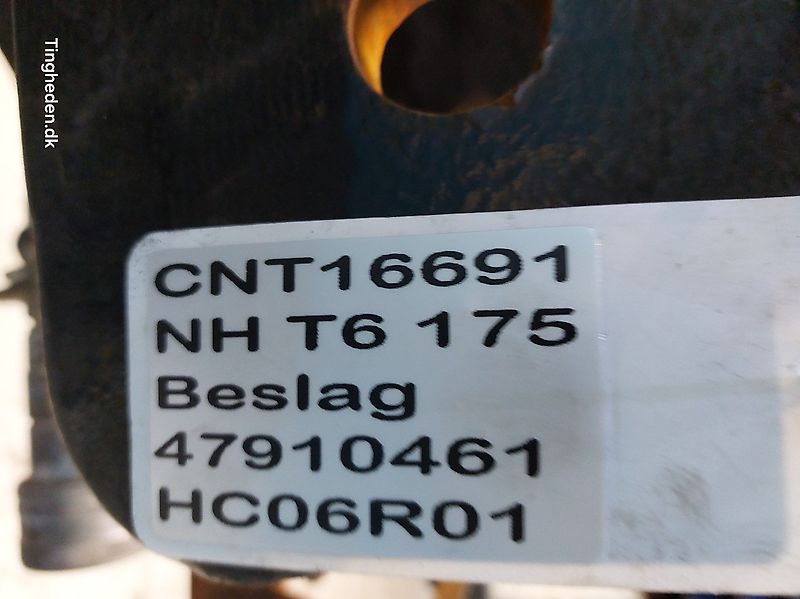 Tingheden.dk
CNT16691
NH T6 175
Beslag
47910461
HC06R01